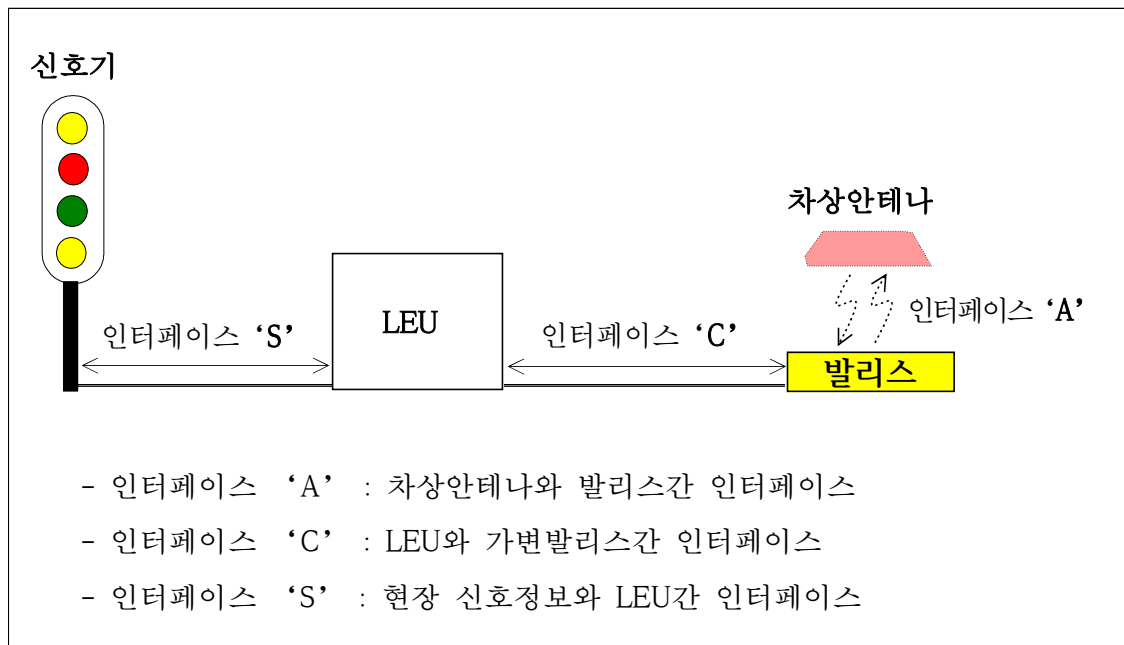 신호기
차상안테나
LEU
인터페이스 ‘S’
인터페이스 ‘C’
인터페이스 ‘A’
발리스
- 인터페이스 ‘A’ : 차상안테나와 발리스간 인터페이스
- 인터페이스 ‘C’ : LEU와 가변발리스간 인터페이스
- 인터페이스 ‘S’ : 현장 신호정보와 LEU간 인터페이스